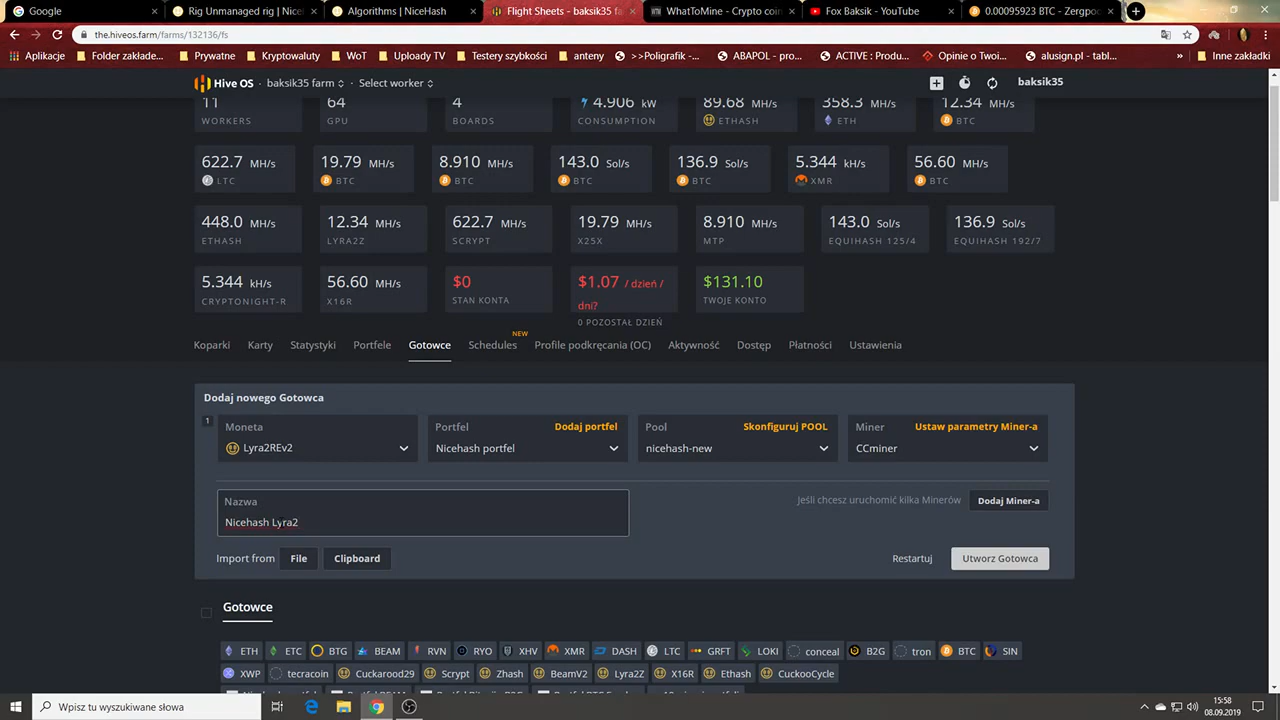 Google
Rig Unmanaged rig | NiceH
Algorithms | NiceHash
Flight Sheets - baksik35 farm |
WhatToMine - Crypto coin
Fox Baksik - YouTube
0.00095923 BTC - Zergpoo
the.hiveos.farm/farms/132136/fs
Aplikacje
Folder zakłade...
Prywatne
Kryptowaluty
WoT
Uploady TV
Testery szybkości
anteny
>>Poligrafik -...
ABAPOL - pro...
ACTIVE : Produ...
Opinie o Twoi...
alusign.pl - tabl...
Inne zakładki
Hive OS
baksik35 farm
Select worker
baksik35
11
64
4
4.906 kW
89.68 MH/s
358.3 MH/s
12.34 MH/s
WORKERS
GPU
BOARDS
CONSUMPTION
ETHASH
ETH
BTC
622.7 MH/s
19.79 MH/s
8.910 MH/s
143.0 Sol/s
136.9 Sol/s
5.344 kH/s
56.60 MH/s
LTC
BTC
BTC
BTC
BTC
XMR
BTC
448.0 MH/s
12.34 MH/s
622.7 MH/s
19.79 MH/s
8.910 MH/s
143.0 Sol/s
136.9 Sol/s
ETHASH
LYRA2Z
SCRYPT
X25X
MTP
EQUIHASH 125/4
EQUIHASH 192/7
5.344 kH/s
56.60 MH/s
$0
$1.07 / dzień /
dni?
$131.10
CRYPTONIGHT-R
X16R
STAN KONTA
TWOJE KONTO
0 POZOSTAŁ DZIEŃ
NEW
Koparki
Karty
Statystyki
Portfele
Gotowce
Schedules
Profile podkręcania (OC)
Aktywność
Dostęp
Płatności
Ustawienia
Dodaj nowego Gotowca
1
Moneta
Portfel
Dodaj portfel
Pool
Skonfiguruj POOL
Miner
Ustaw parametry Miner-a
Lyra2REv2
Nicehash portfel
nicehash-new
CCminer
Nazwa
Nicehash Lyra2
Jeśli chcesz uruchomić kilka Minerów
Dodaj Miner-a
Import from
File
Clipboard
Restartuj
Utworz Gotowca
Gotowce
ETH
ETC
BTG
BEAM
RVN
RYO
XHV
XMR
DASH
LTC
GRFT
LOKI
conceal
B2G
tron
BTC
SIN
XWP
tecracoin
Cuckarood29
Scrypt
Zhash
BeamV2
Lyra2Z
X16R
Ethash
CuckooCycle
Wpisz tu wyszukiwane słowa
15:58
08.09.2019